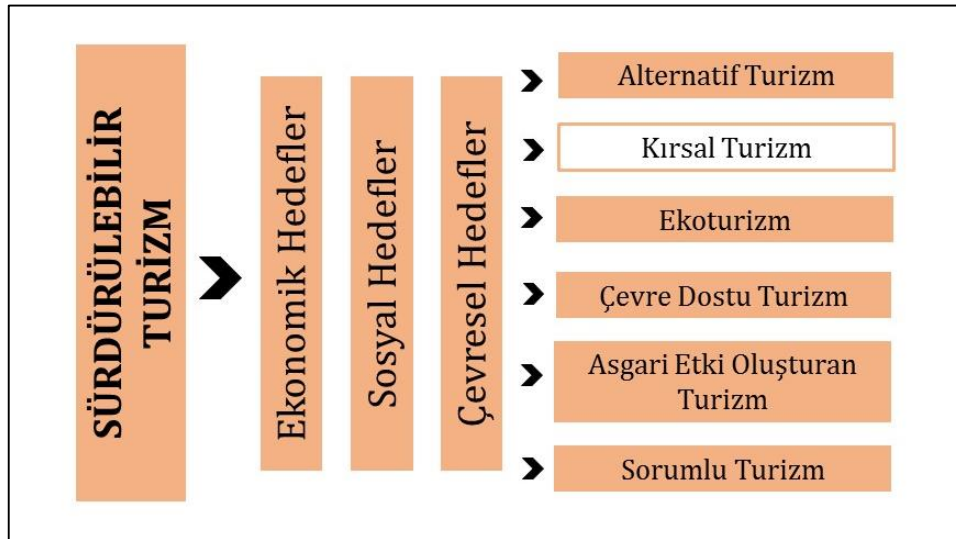 SÜRDÜRÜLEBİLİR
TURİZM
Ekonomik Hedefler
Sosyal Hedefler
Çevresel Hedefler
Alternatif Turizm
Kırsal Turizm
Ekoturizm
Çevre Dostu Turizm
Asgari Etki Oluşturan
Turizm
Sorumlu Turizm